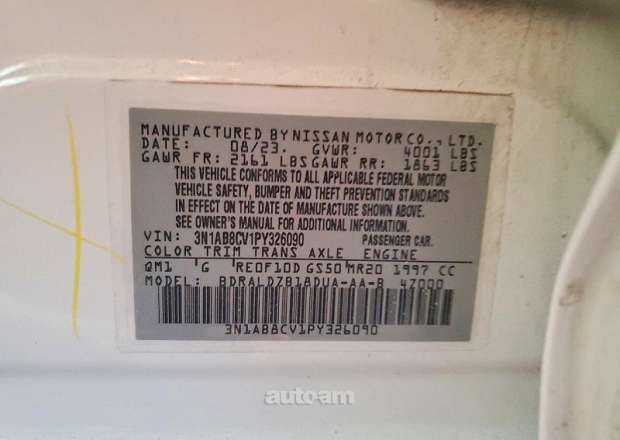 MANUFACTURED BY NISSAN MOTOR CO., LTD.
DATE: 08/23. GVWR: 4001 LBS
GAWR FR: 2161 LBS GAWR RR: 1863 LBS
THIS VEHICLE CONFORMS TO ALL APPLICABLE FEDERAL MOTOR
VEHICLE SAFETY, BUMPER AND THEFT PREVENTION STANDARDS
IN EFFECT ON THE DATE OF MANUFACTURE SHOWN ABOVE.
SEE OWNER'S MANUAL FOR ADDITIONAL INFORMATION.
VIN: 3N1AB8CV1PY326090 PASSENGER CAR.
COLOR TRIM TRANS AXLE ENGINE
QM1 G RE0F10D GS50 MR20 1997 CC
MODEL: BDRALDZB18DUA-AA-B 4Z000
3N1AB8CV1PY326090
auto-am